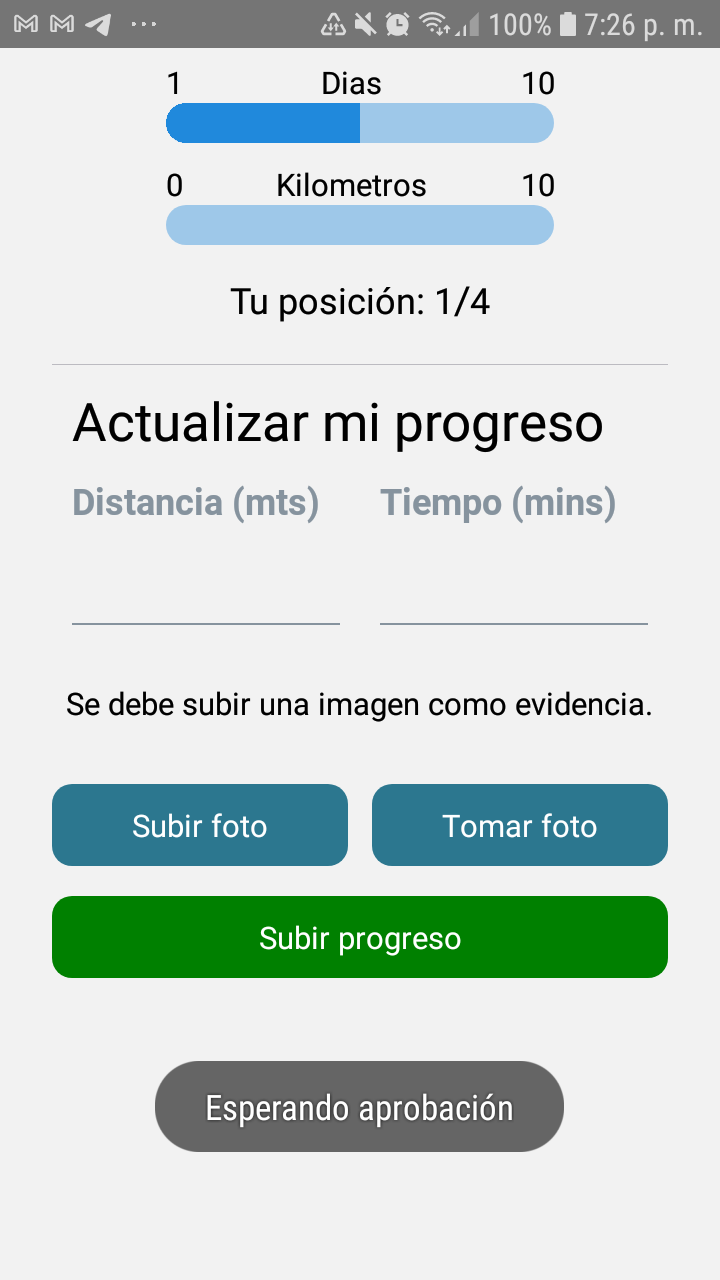 100% 7:26 p. m.
1 Dias 10
0 Kilometros 10
Tu posición: 1/4
Actualizar mi progreso
Distancia (mts) Tiempo (mins)
Se debe subir una imagen como evidencia.
Subir foto Tomar foto
Subir progreso
Esperando aprobación